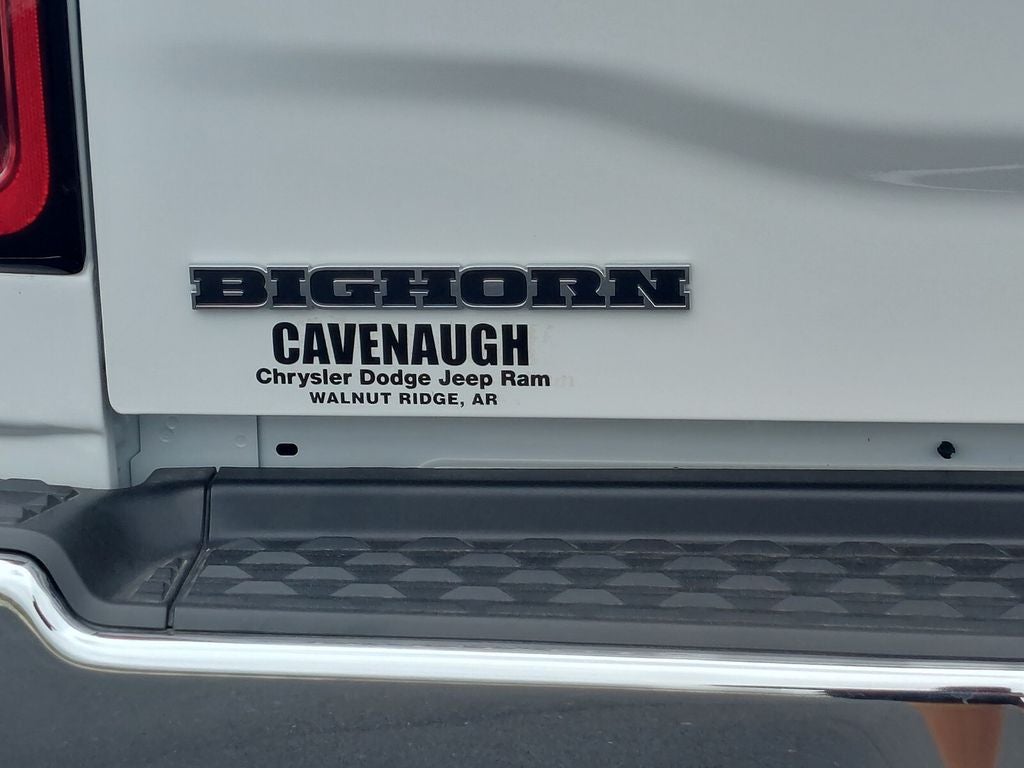 BIGHORN
CAVENAUGH
Chrysler Dodge Jeep Ram
WALNUT RIDGE, AR